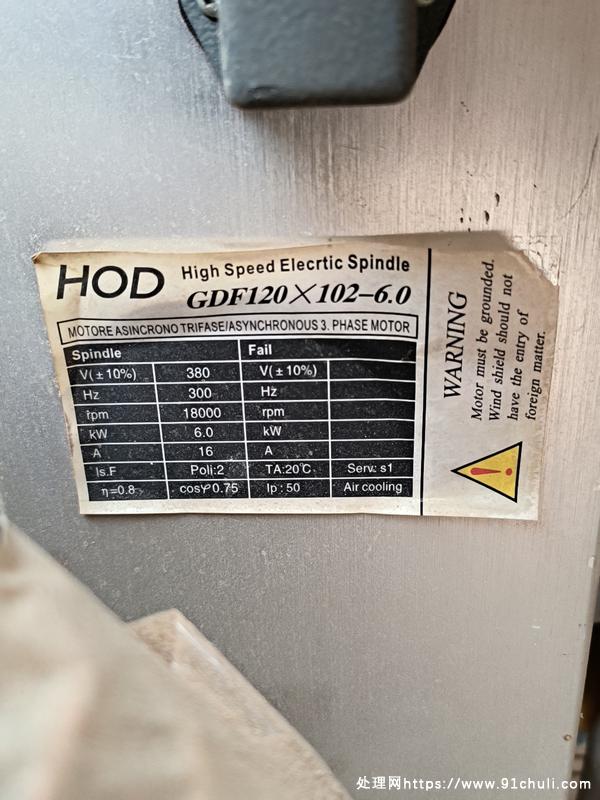 HOD High Speed Elecrtic Spindle
GDF120×102-6.0
MOTORE ASINCRONO TRIFASE/ASYNCHRONOUS 3. PHASE MOTOR
Spindle Fail
V(±10%) 380 V(±10%)
Hz 300 Hz
rpm 18000 rpm
kW 6.0 kW
A 16 A
Is.F Poli:2 TA:20℃ Serv: s1
η=0.8 cosφ0.75 Ip:50 Air cooling
WARNING
Motor must be grounded.
Wind shield should not
have the entry of
foreign matter.
!
处理网https://www.91chuli.com